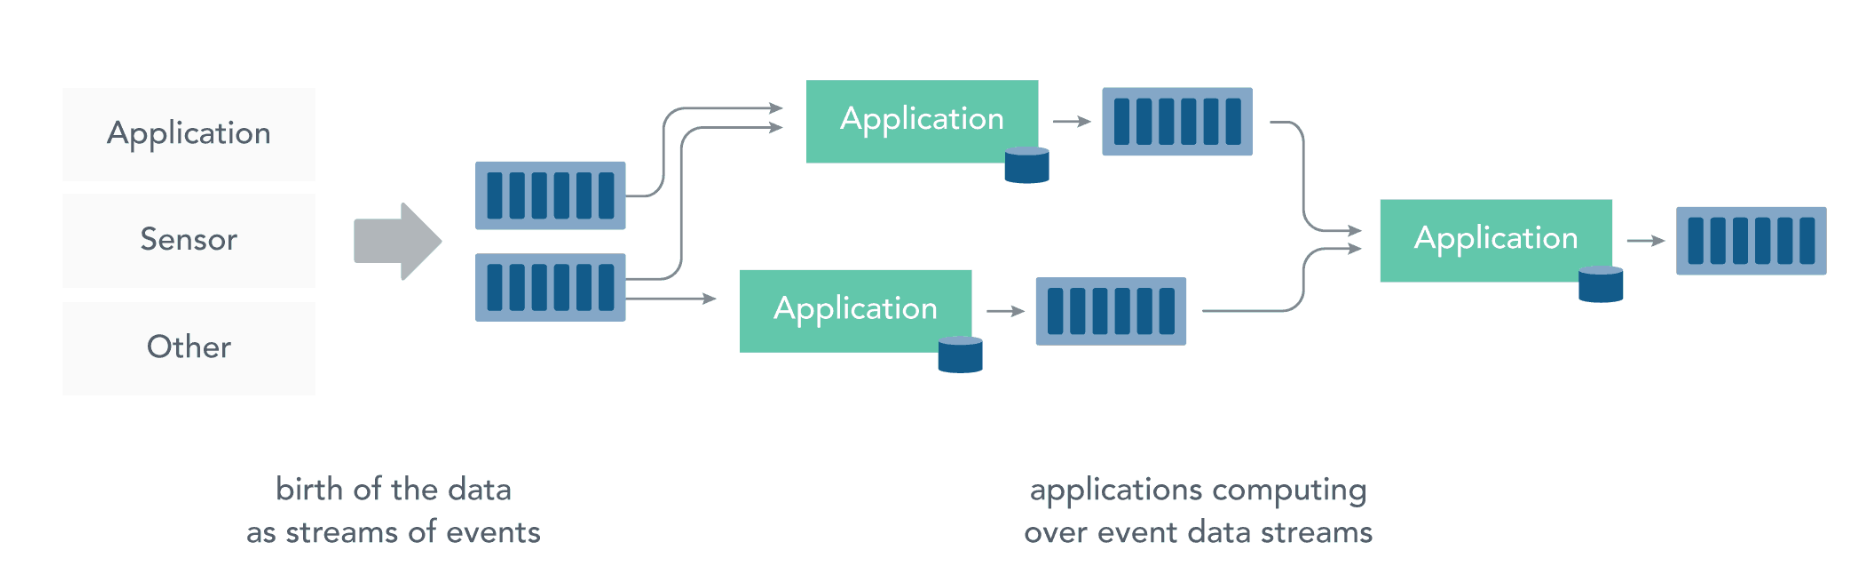 Application
Sensor
Other
Application
Application
Application
birth of the data
as streams of events
applications computing
over event data streams